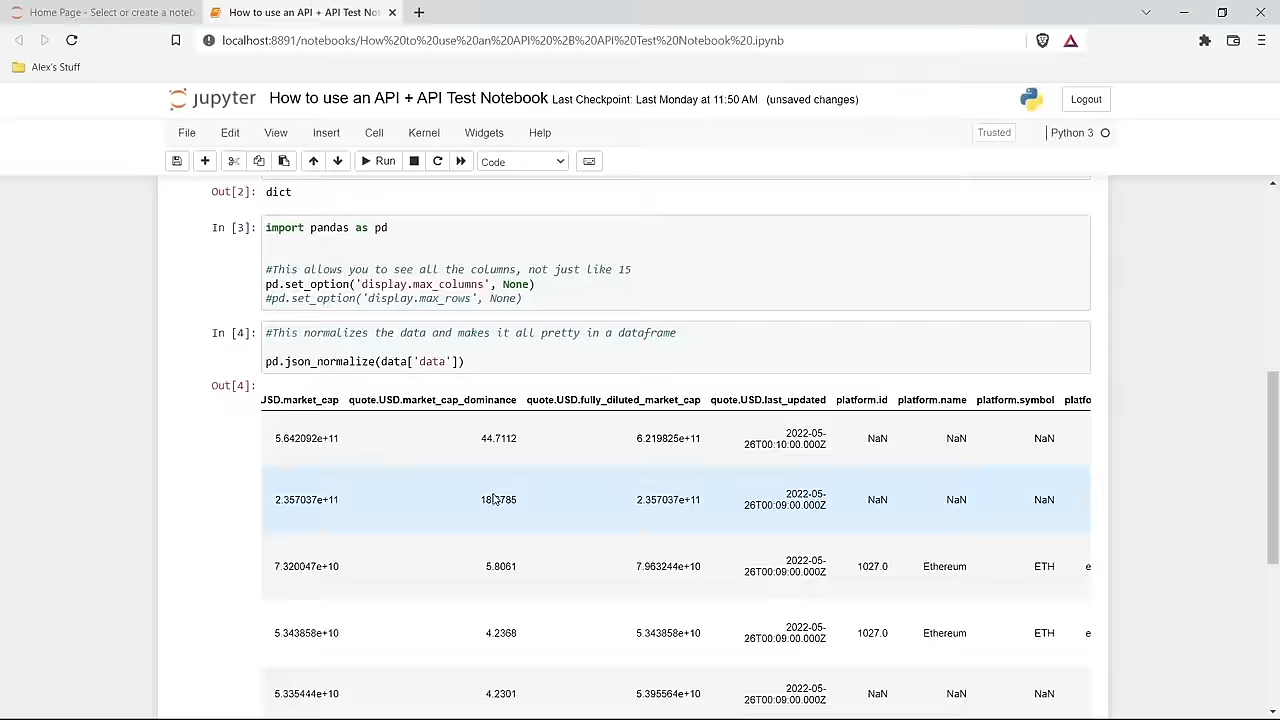 Home Page - Select or create a noteb
How to use an API + API Test No
localhost:8891/notebooks/How%20to%20use%20an%20API%20%2B%20API%20Test%20Notebook%20.ipynb
Alex's Stuff
jupyter How to use an API + API Test Notebook Last Checkpoint: Last Monday at 11:50 AM (unsaved changes)
Logout
File Edit View Insert Cell Kernel Widgets Help
Trusted Python 3
Run Code
Out[2]: dict
In [3]: import pandas as pd
#This allows you to see all the columns, not just like 15
pd.set_option('display.max_columns', None)
#pd.set_option('display.max_rows', None)
In [4]: #This normalizes the data and makes it all pretty in a dataframe
pd.json_normalize(data['data'])
Out[4]:
USD.market_cap quote.USD.market_cap_dominance quote.USD.fully_diluted_market_cap quote.USD.last_updated platform.id platform.name platform.symbol platfo
5.642092e+11 44.7112 6.219825e+11 2022-05-26T00:10:00.000Z NaN NaN NaN
2.357037e+11 2.357037e+11 2022-05-26T00:09:00.000Z NaN NaN NaN
7.320047e+10 5.8061 7.963244e+10 2022-05-26T00:09:00.000Z 1027.0 Ethereum ETH e
5.343858e+10 4.2368 5.343858e+10 2022-05-26T00:09:00.000Z 1027.0 Ethereum ETH e
5.335444e+10 4.2301 5.395564e+10 2022-05-26T00:09:00.000Z NaN NaN NaN